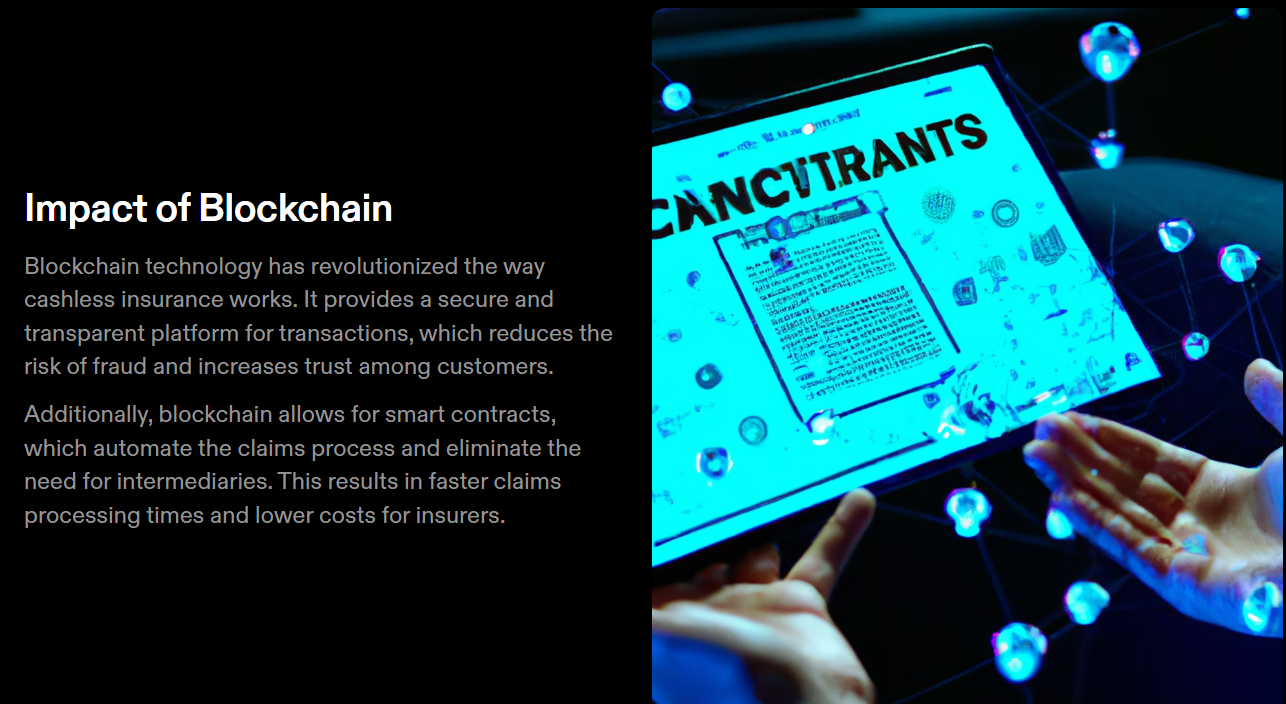 Impact of Blockchain
Blockchain technology has revolutionized the way
cashless insurance works. It provides a secure and
transparent platform for transactions, which reduces the
risk of fraud and increases trust among customers.
Additionally, blockchain allows for smart contracts,
which automate the claims process and eliminate the
need for intermediaries. This results in faster claims
processing times and lower costs for insurers.